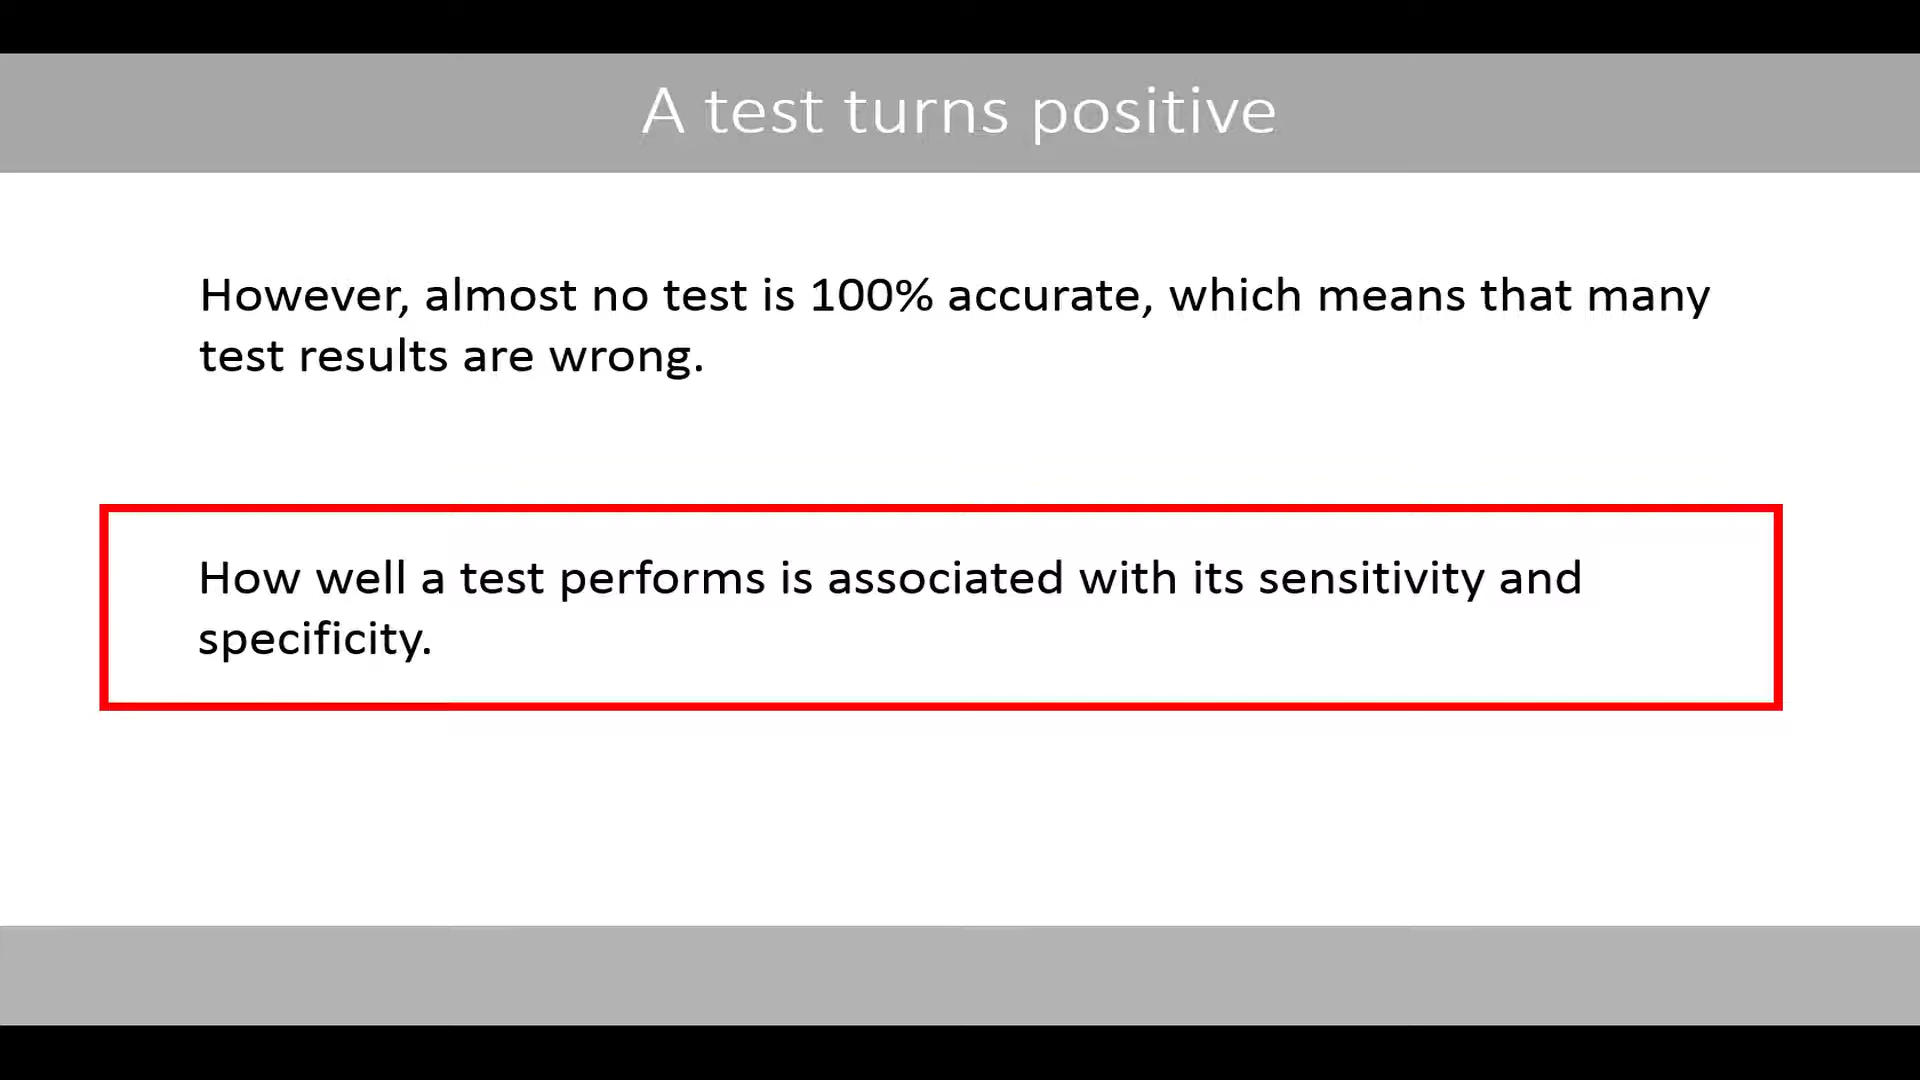 A test turns positive
However, almost no test is 100% accurate, which means that many
test results are wrong.
How well a test performs is associated with its sensitivity and
specificity.